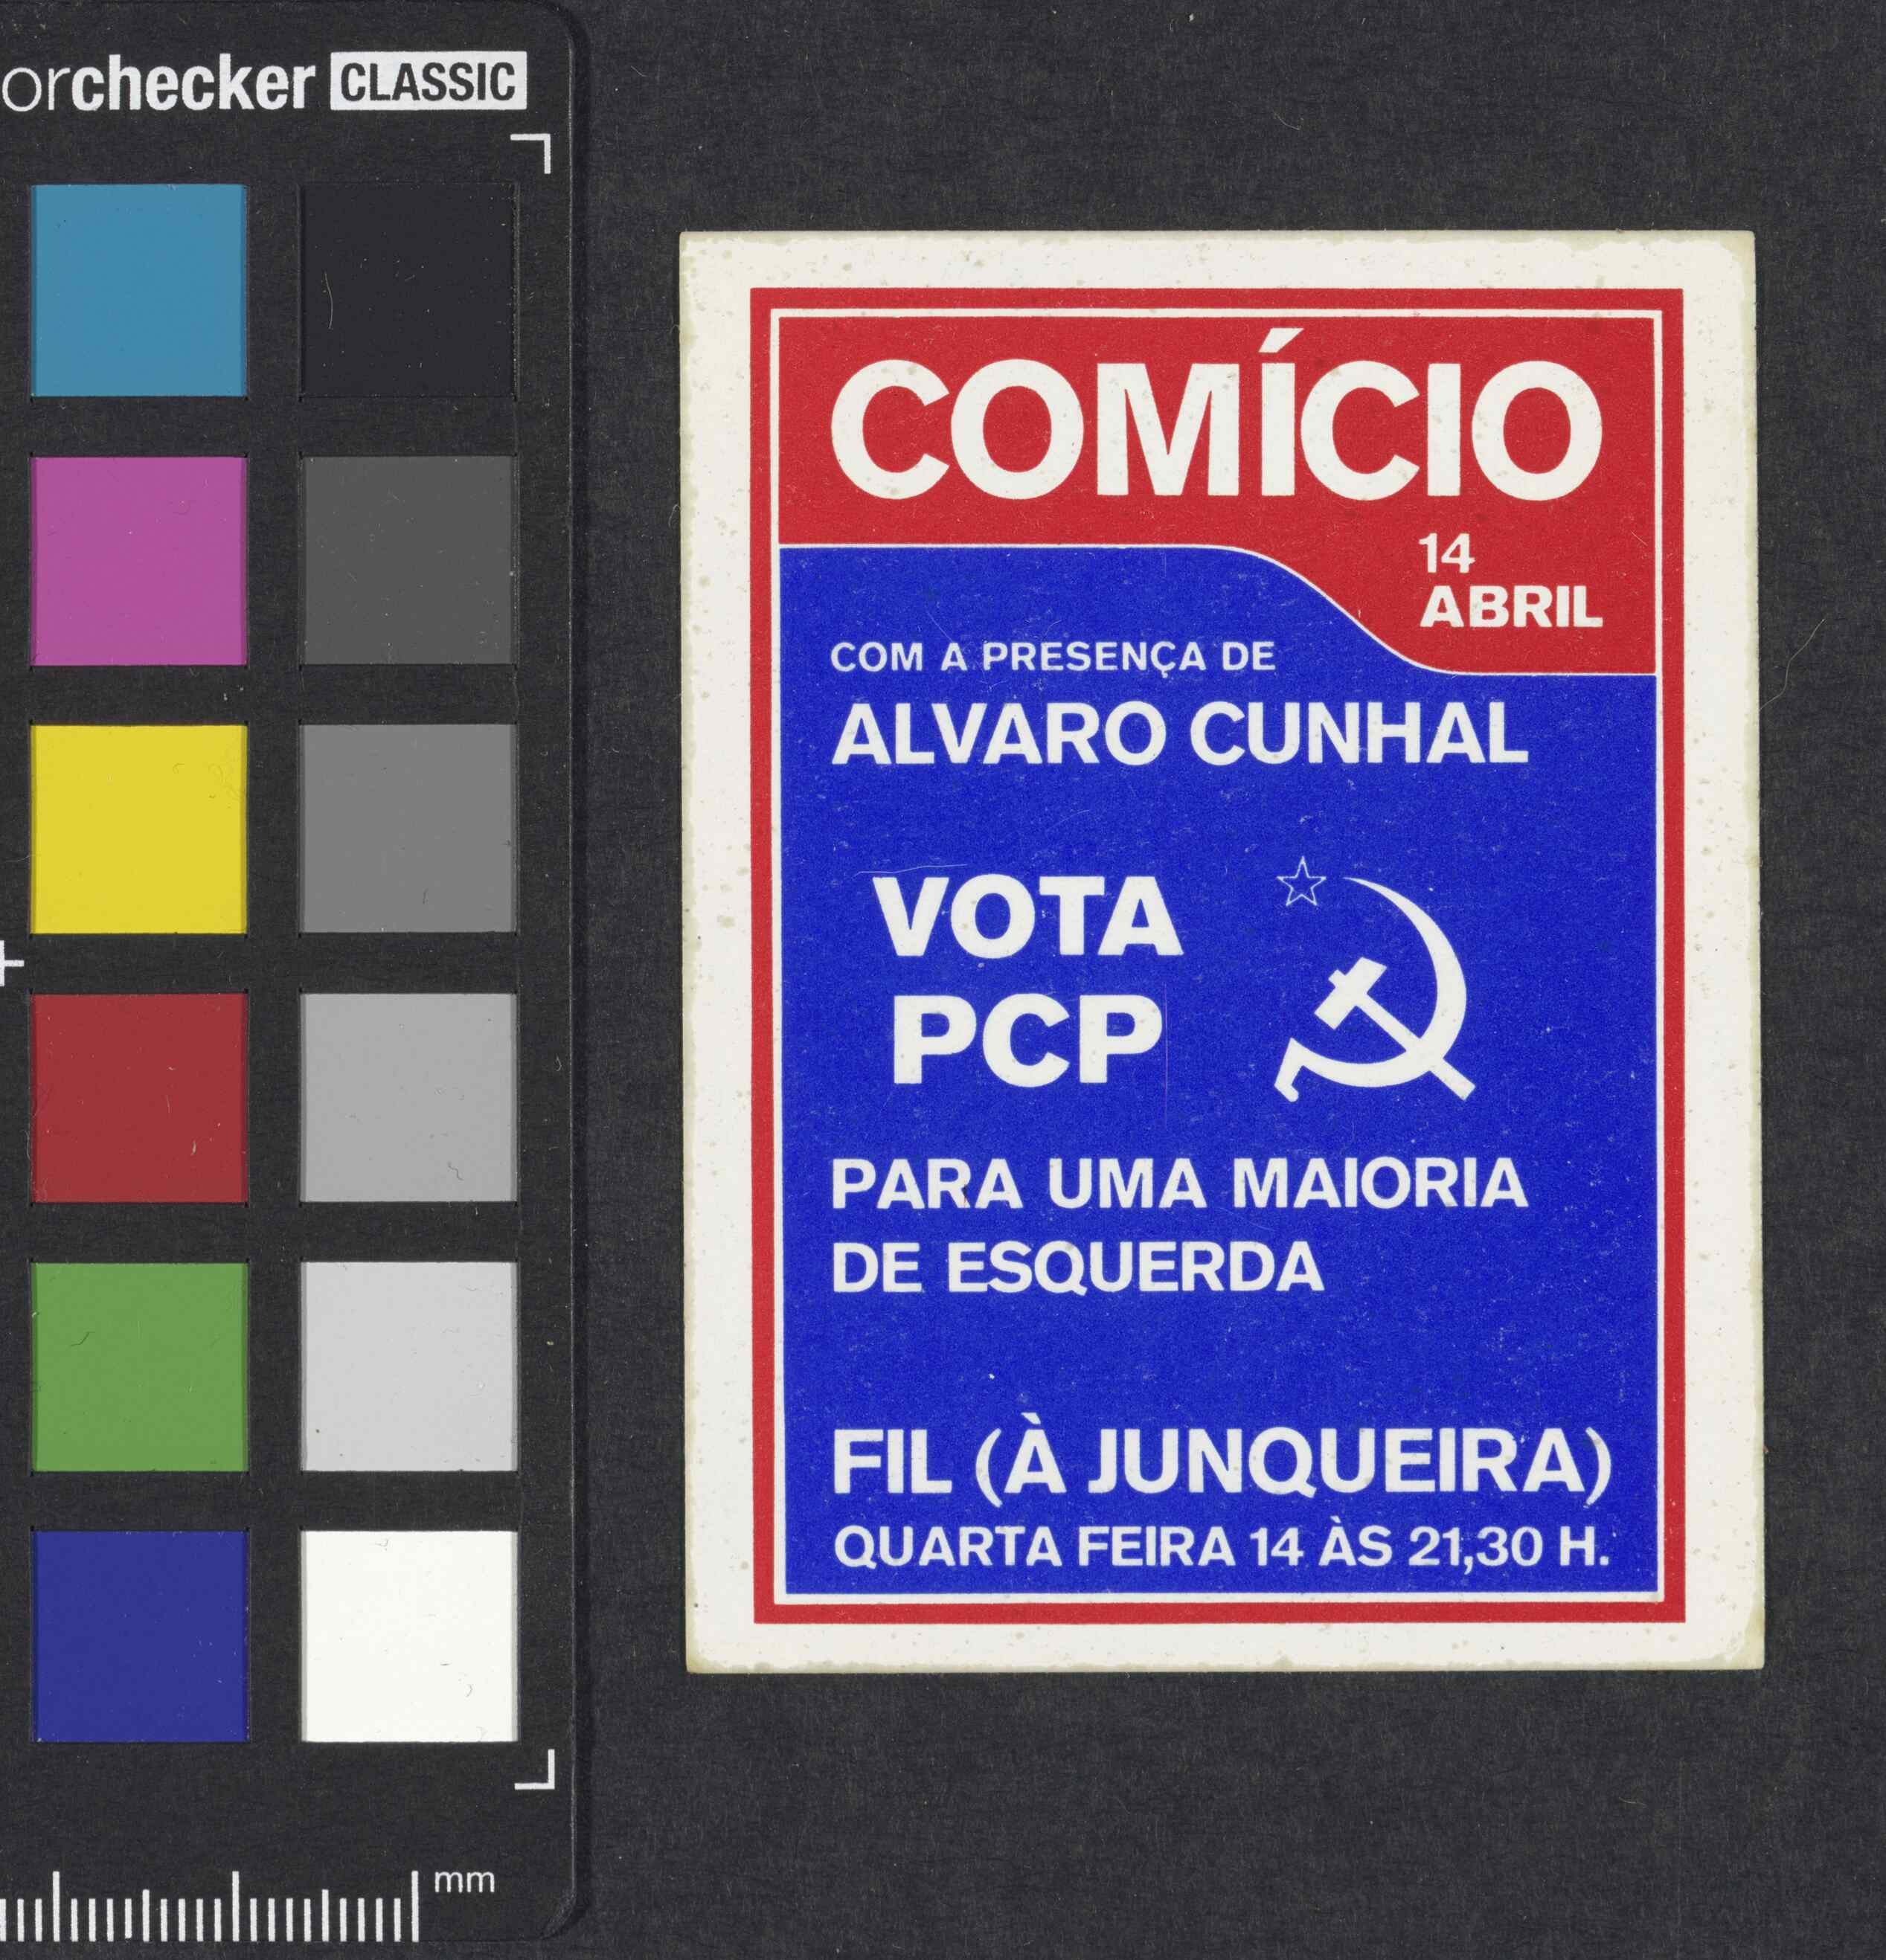 orchecker CLASSIC
COMÍCIO
14
ABRIL
COM A PRESENÇA DE
ALVARO CUNHAL
VOTA
PCP
PARA UMA MAIORIA
DE ESQUERDA
FIL (À JUNQUEIRA)
QUARTA FEIRA 14 ÀS 21,30 H.
mm